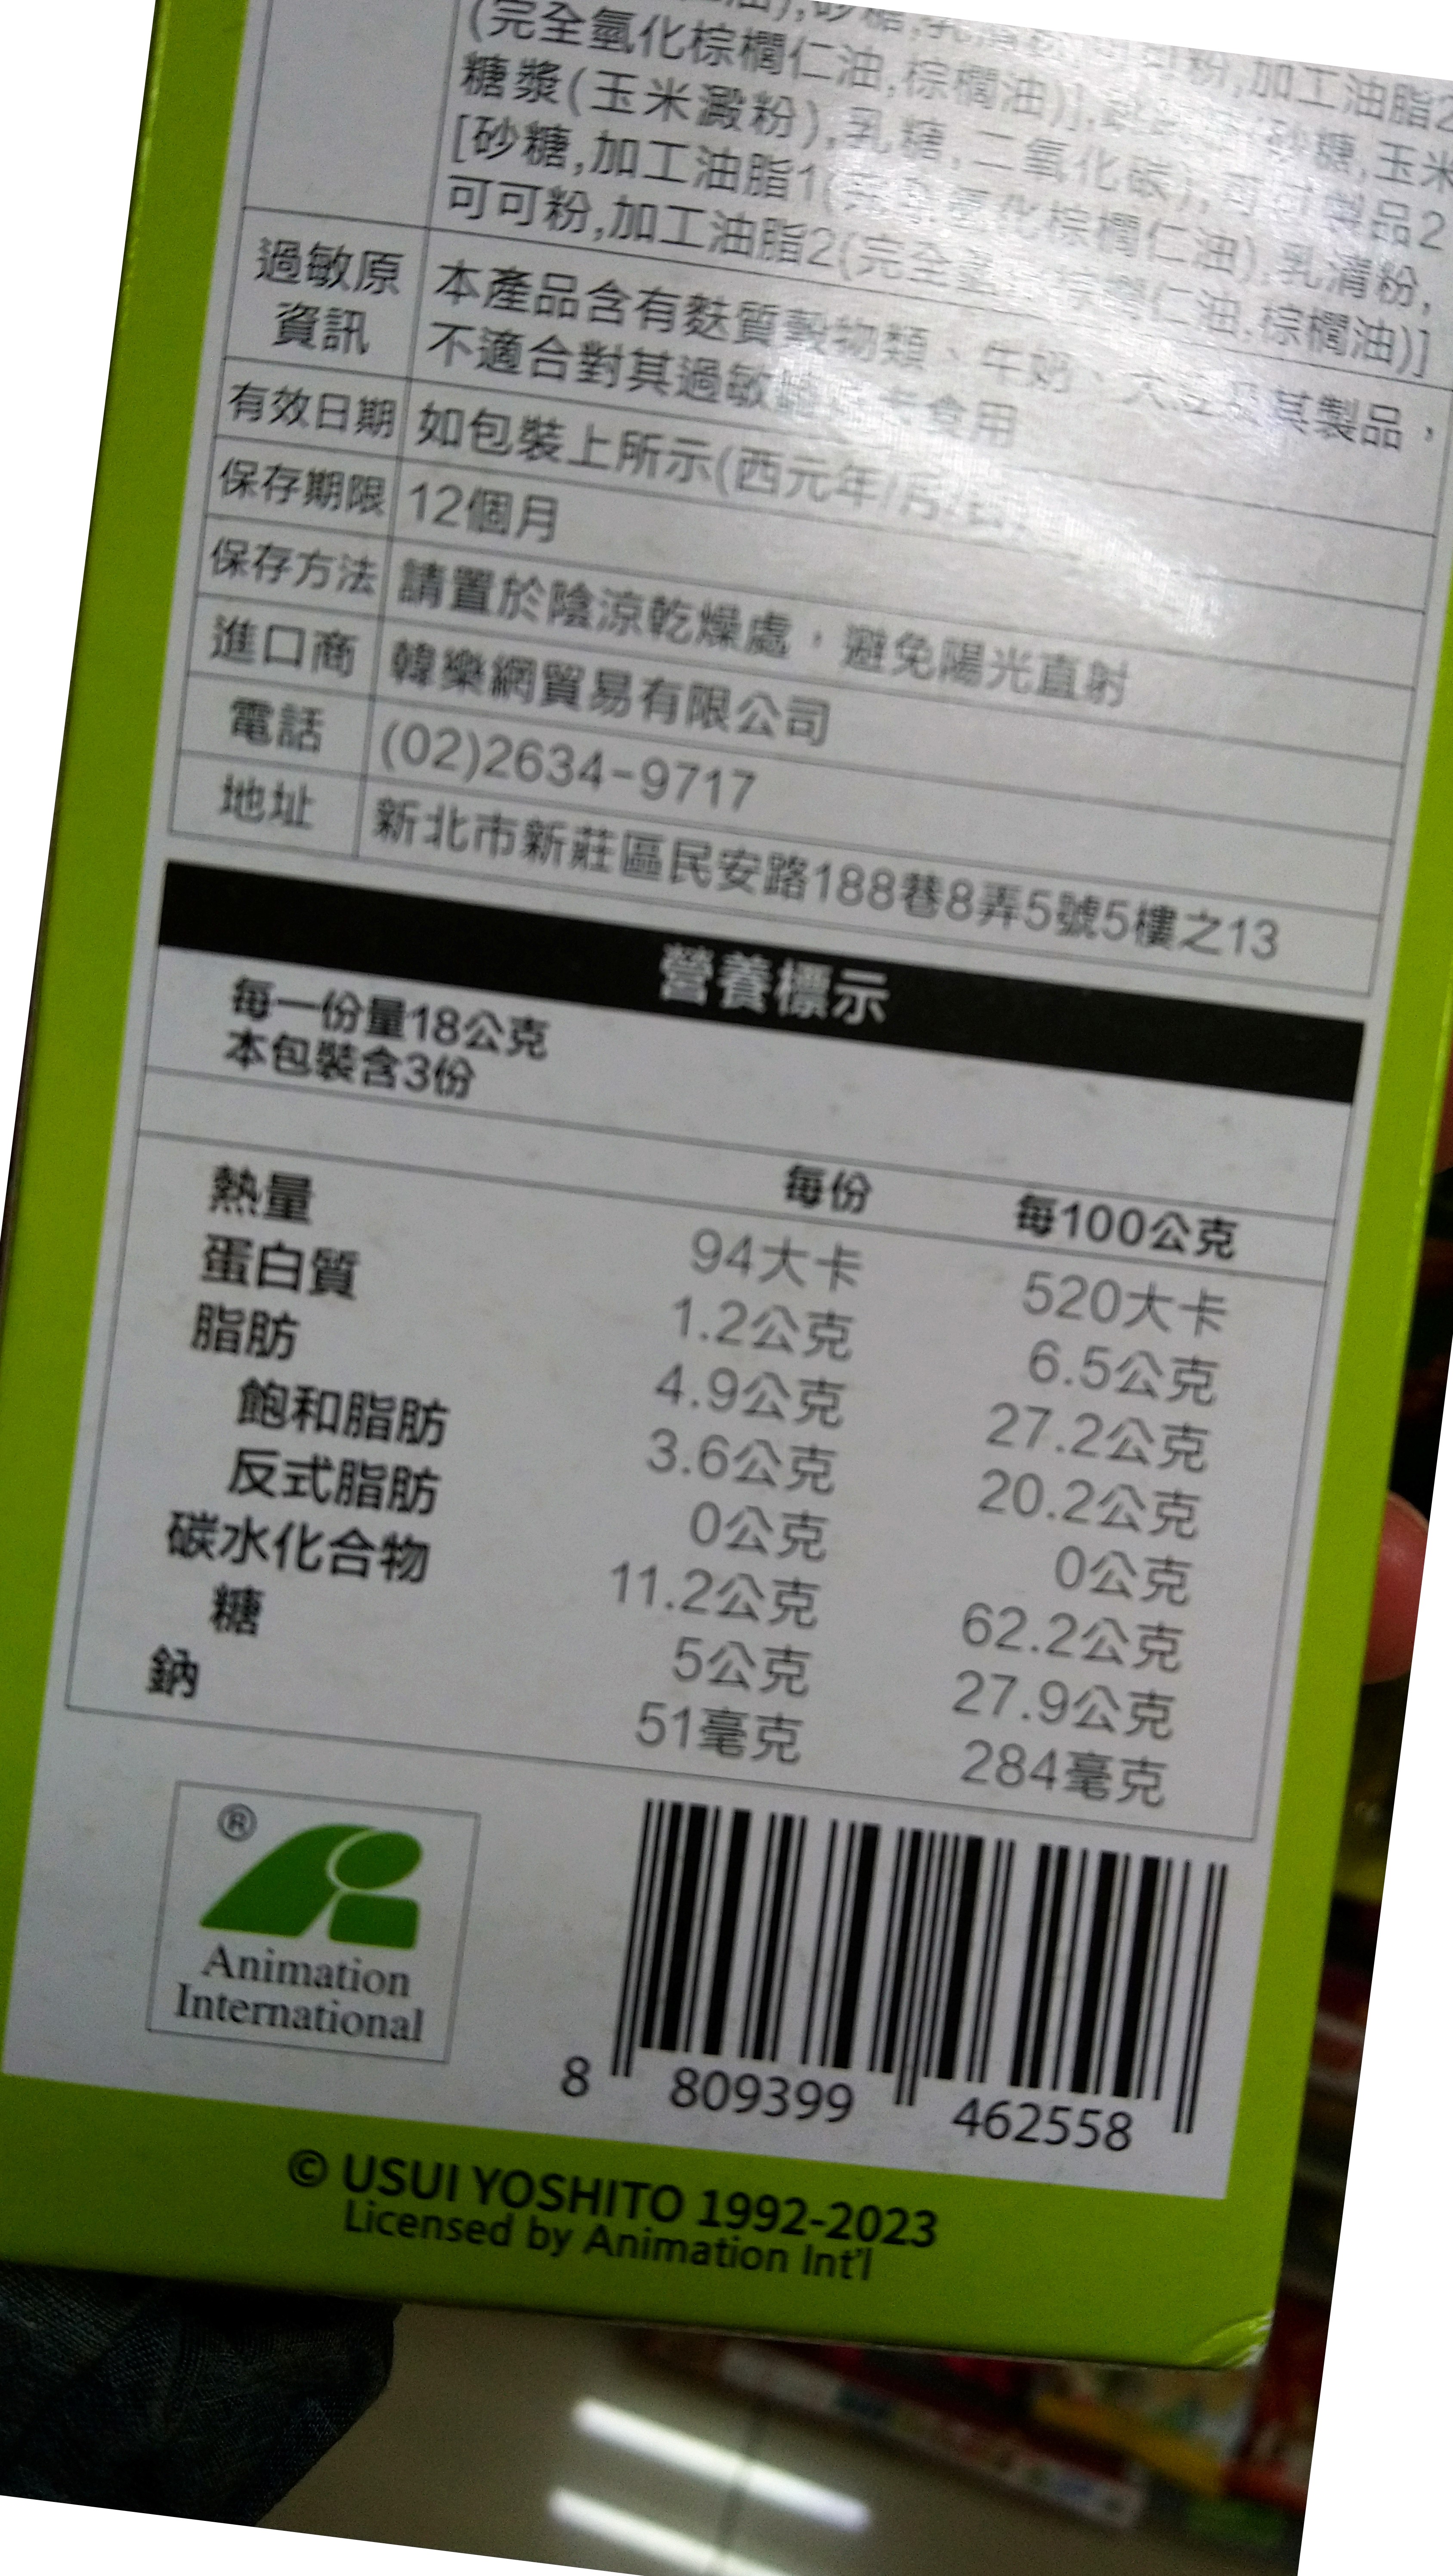 砂糖,乳清粉,可可粉,加工油脂2
(完全氫化棕櫚仁油,棕櫚油)],砂糖,玉米
糖漿(玉米澱粉),乳糖,二氧化碳),可可製品2
[砂糖,加工油脂1(完全氫化棕櫚仁油),乳清粉,
可可粉,加工油脂2(完全氫化棕櫚仁油,棕櫚油)]
過敏原
資訊
本產品含有麩質穀物類、牛奶、大豆及其製品,
不適合對其過敏體質者食用
有效日期
如包裝上所示(西元年/月/日)
保存期限
12個月
保存方法
請置於陰涼乾燥處,避免陽光直射
進口商
韓樂網貿易有限公司
電話
(02)2634-9717
地址
新北市新莊區民安路188巷8弄5號5樓之13
營養標示
每一份量18公克
本包裝含3份
每份 每100公克
熱量 94大卡 520大卡
蛋白質 1.2公克 6.5公克
脂肪 4.9公克 27.2公克
飽和脂肪 3.6公克 20.2公克
反式脂肪 0公克 0公克
碳水化合物 11.2公克 62.2公克
糖 5公克 27.9公克
鈉 51毫克 284毫克
®
Animation
International
8 809399 462558
© USUI YOSHITO 1992-2023
Licensed by Animation Int'l